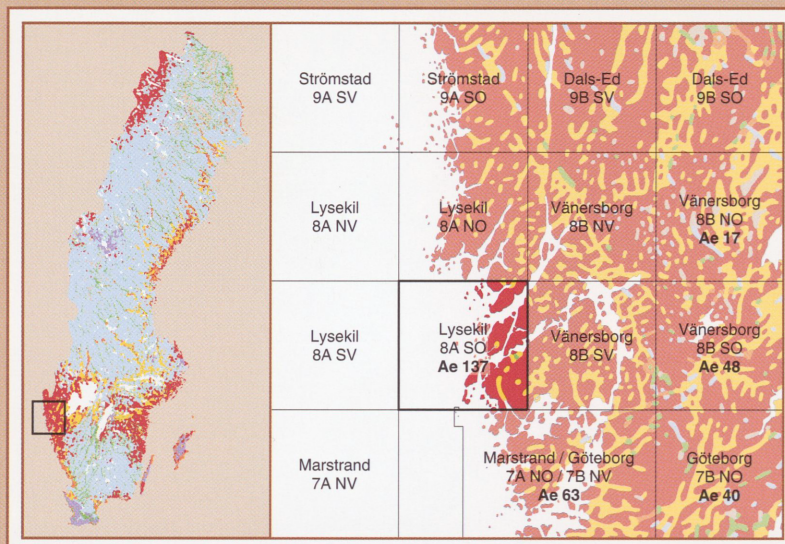 Strömstad
9A SV
Strömstad
9A SO
Dals-Ed
9B SV
Dals-Ed
9B SO
Lysekil
8A NV
Lysekil
8A NO
Vänersborg
8B NV
Vänersborg
8B NO
Ae 17
Lysekil
8A SV
Lysekil
8A SO
Ae 137
Vänersborg
8B SV
Vänersborg
8B SO
Ae 48
Marstrand
7A NV
Marstrand / Göteborg
7A NO / 7B NV
Ae 63
Göteborg
7B NO
Ae 40